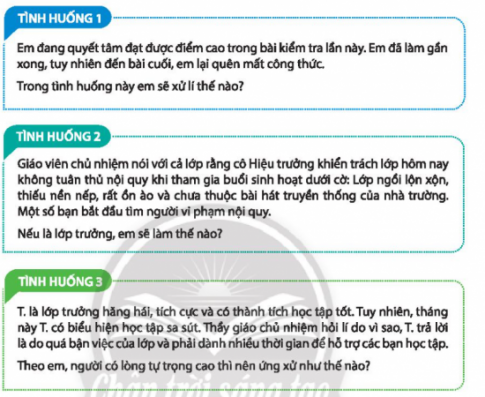 TÌNH HUỐNG 1
Em đang quyết tâm đạt được điểm cao trong bài kiểm tra lần này. Em đã làm gần
xong, tuy nhiên đến bài cuối, em lại quên mất công thức.
Trong tình huống này em sẽ xử lí thế nào?
TÌNH HUỐNG 2
Giáo viên chủ nhiệm nói với cả lớp rằng cô Hiệu trưởng khiển trách lớp hôm nay
không tuân thủ nội quy khi tham gia buổi sinh hoạt dưới cờ: Lớp ngồi lộn xộn,
thiếu nền nếp, rất ồn ào và chưa thuộc bài hát truyền thống của nhà trường.
Một số bạn bắt đầu tìm người vi phạm nội quy.
Nếu là lớp trưởng, em sẽ làm thế nào?
TÌNH HUỐNG 3
T. là lớp trưởng hăng hái, tích cực và có thành tích học tập tốt. Tuy nhiên, tháng
này T. có biểu hiện học tập sa sút. Thầy giáo chủ nhiệm hỏi lí do vì sao, T. trả lời
là do quá bận việc của lớp và phải dành nhiều thời gian để hỗ trợ các bạn học tập.
Theo em, người có lòng tự trọng cao thì nên ứng xử như thế nào?
Chân trời sáng tạo